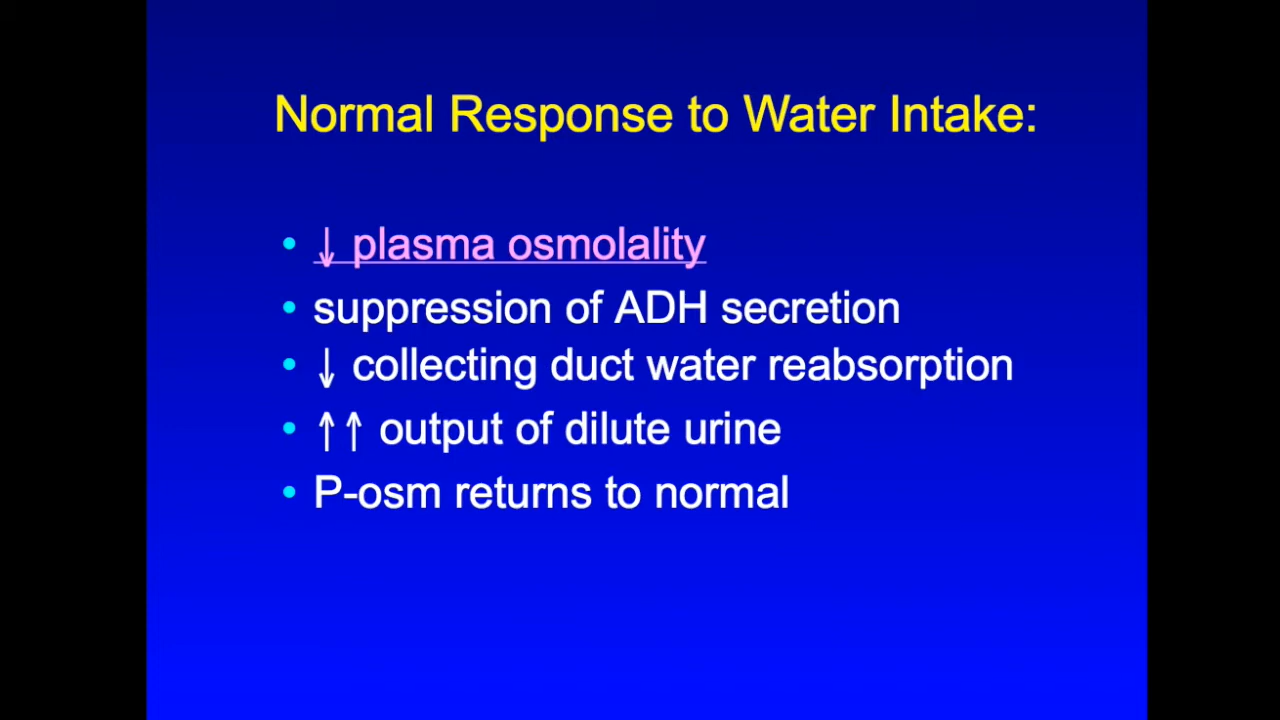 Normal Response to Water Intake:
• ↓ plasma osmolality
• suppression of ADH secretion
• ↓ collecting duct water reabsorption
• ↑↑ output of dilute urine
• P-osm returns to normal